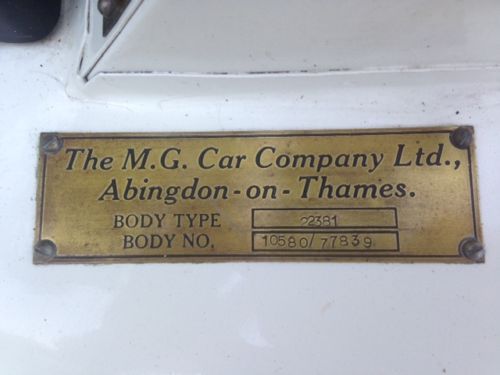 The M.G. Car Company Ltd.,
Abingdon-on-Thames.
BODY TYPE 22381
BODY NO, 10580/77839